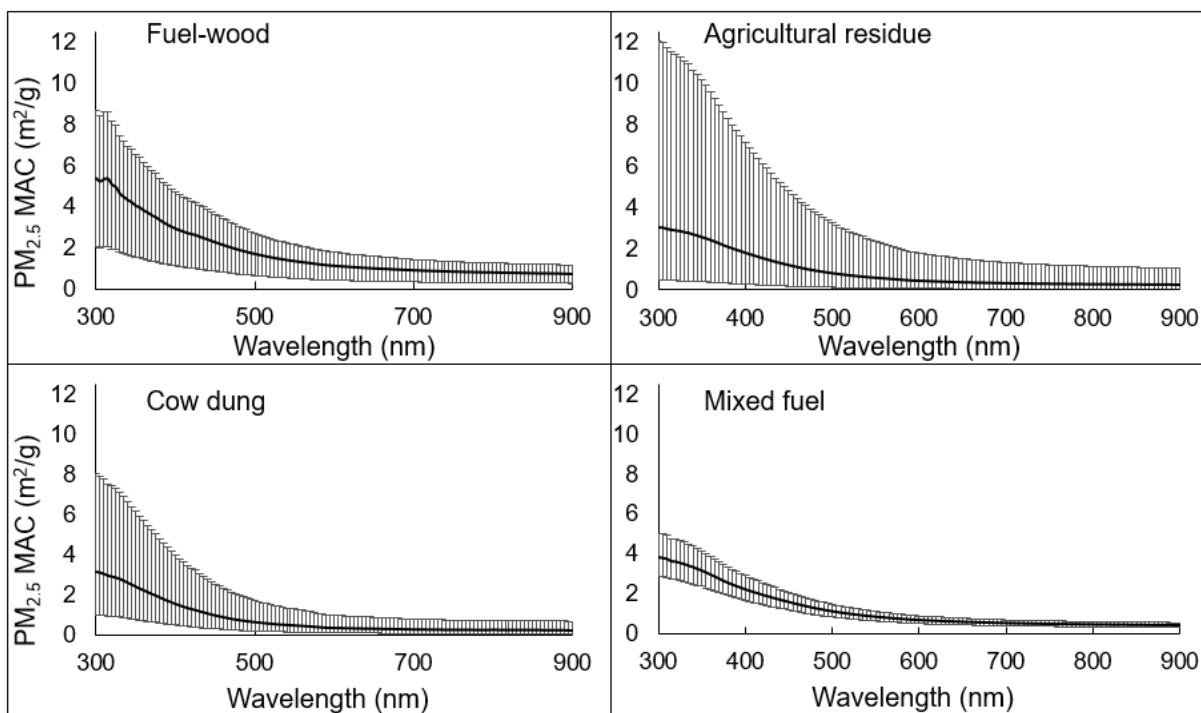 Fuel-wood
PM2.5 MAC (m²/g)
12
10
8
6
4
2
0
300 500 700 900
Wavelength (nm)
Agricultural residue
12
10
8
6
4
2
0
300 400 500 600 700 800 900
Wavelength (nm)
Cow dung
PM2.5 MAC (m²/g)
12
10
8
6
4
2
0
300 500 700 900
Wavelength (nm)
Mixed fuel
12
10
8
6
4
2
0
300 400 500 600 700 800 900
Wavelength (nm)